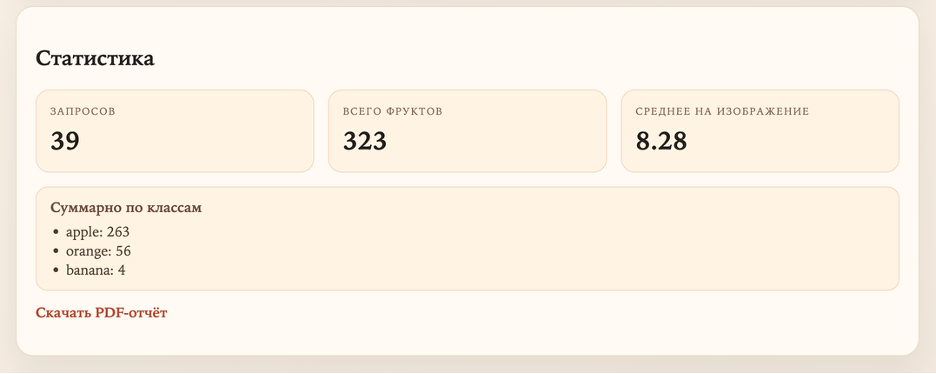 Статистика
ЗАПРОСОВ
39
ВСЕГО ФРУКТОВ
323
СРЕДНЕЕ НА ИЗОБРАЖЕНИЕ
8.28
Суммарно по классам
• apple: 263
• orange: 56
• banana: 4
Скачать PDF-отчёт